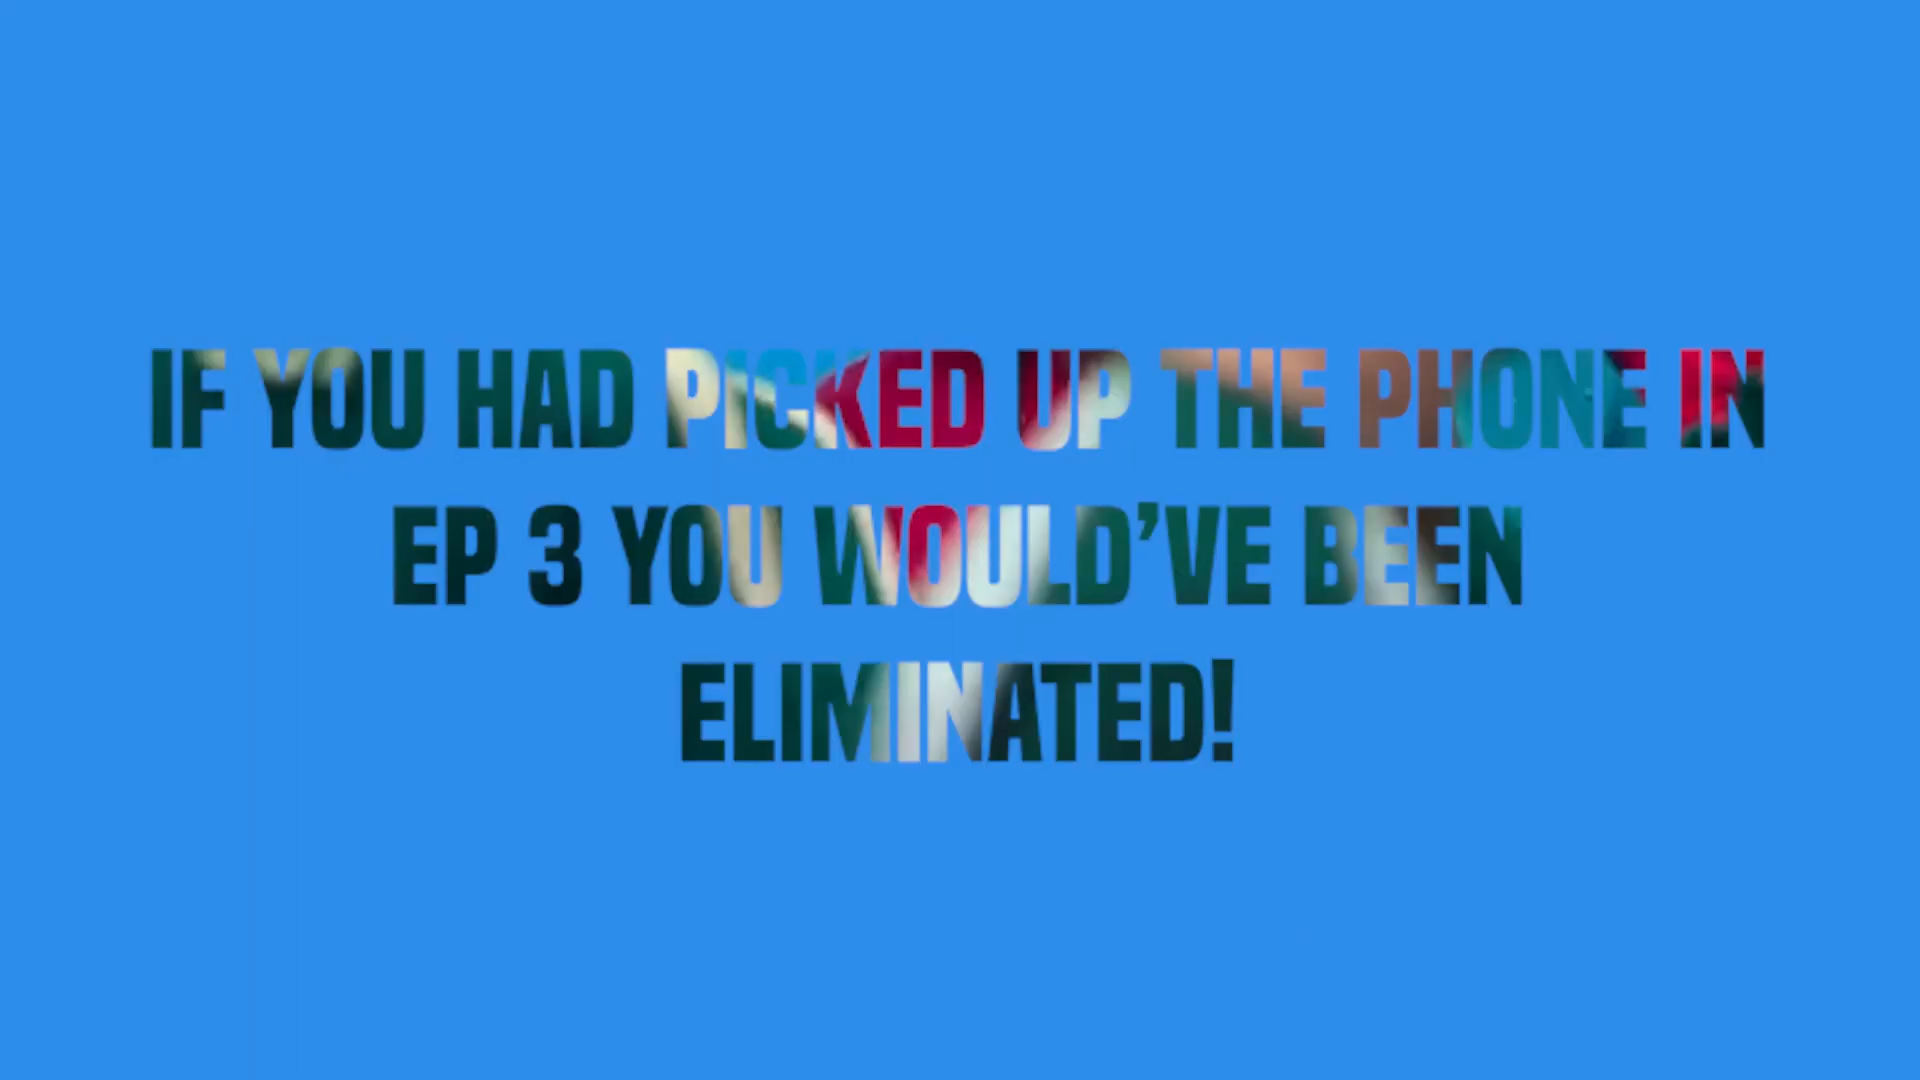 IF YOU HAD PICKED UP THE PHONE IN
EP 3 YOU WOULD’VE BEEN
ELIMINATED!